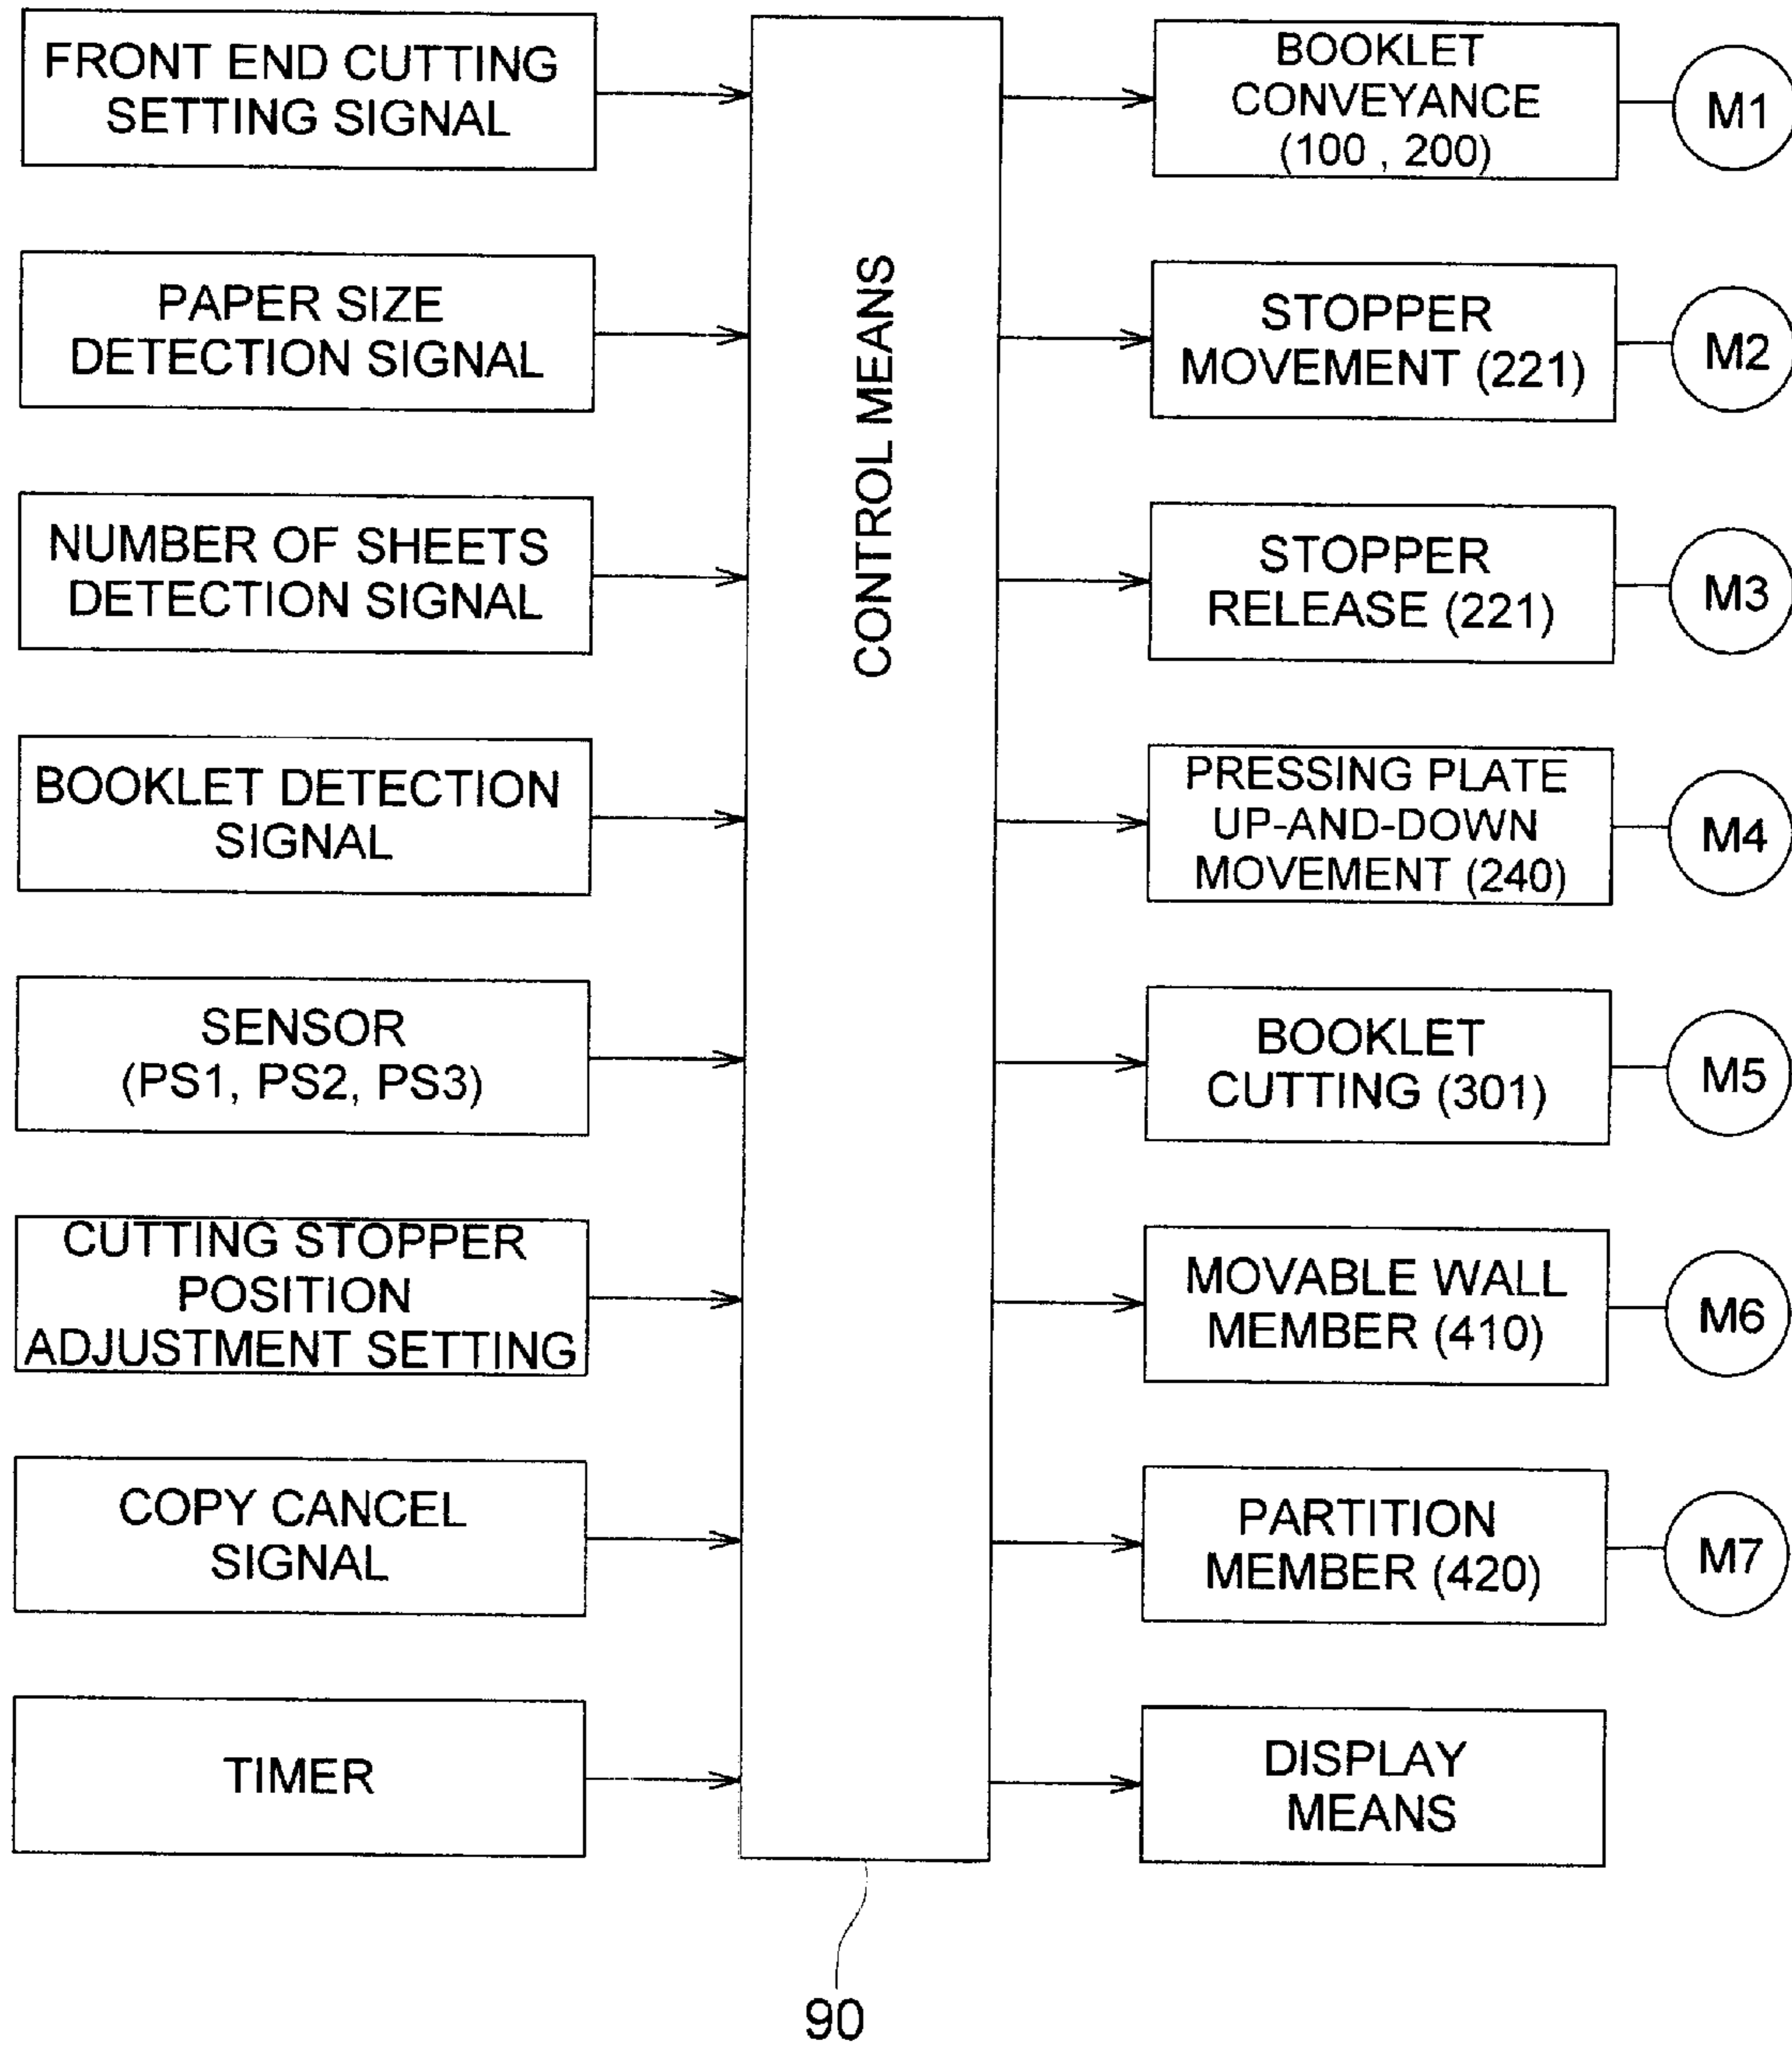 FRONT END CUTTING
SETTING SIGNAL
PAPER SIZE
DETECTION SIGNAL
NUMBER OF SHEETS
DETECTION SIGNAL
BOOKLET DETECTION
SIGNAL
SENSOR
(PS1, PS2, PS3)
CUTTING STOPPER
POSITION
ADJUSTMENT SETTING
COPY CANCEL
SIGNAL
TIMER
CONTROL MEANS
90
BOOKLET
CONVEYANCE
(100 , 200)
M1
STOPPER
MOVEMENT (221)
M2
STOPPER
RELEASE (221)
M3
PRESSING PLATE
UP-AND-DOWN
MOVEMENT (240)
M4
BOOKLET
CUTTING (301)
M5
MOVABLE WALL
MEMBER (410)
M6
PARTITION
MEMBER (420)
M7
DISPLAY
MEANS